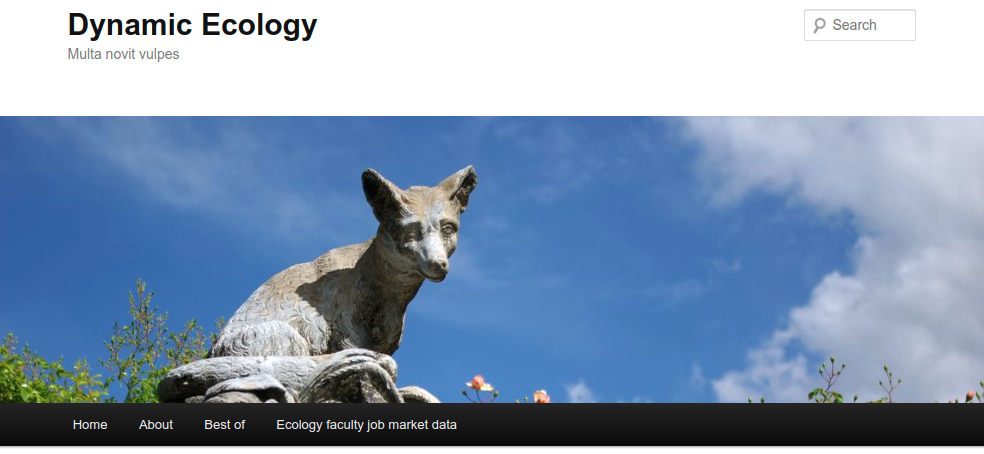 Dynamic Ecology
Search
Multa novit vulpes
Home About Best of Ecology faculty job market data